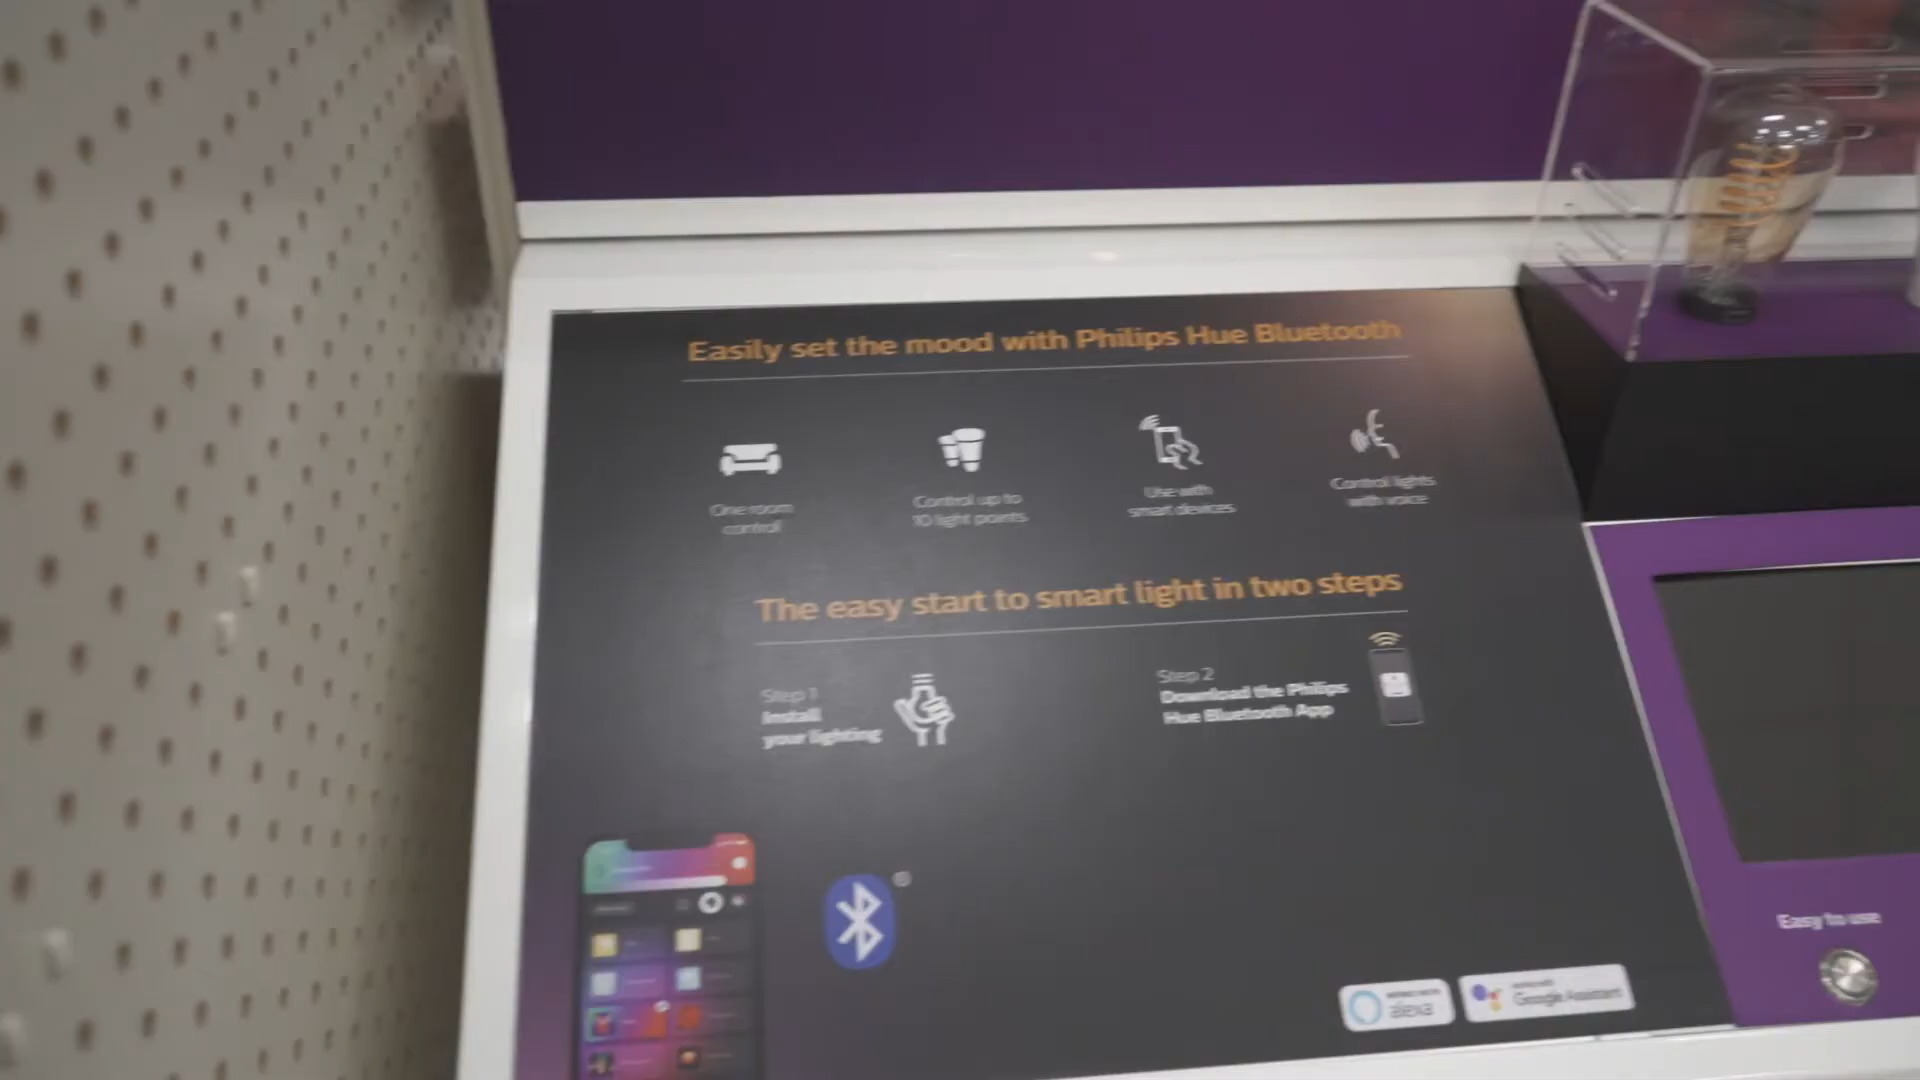 Easily set the mood with Philips Hue Bluetooth
One room
control
Control up to
10 light points
Use with
smart devices
Control lights
with voice
The easy start to smart light in two steps
Step 1
Install
your lighting
Step 2
Download the Philips
Hue Bluetooth App
Easy to use
alexa
Google Assistant